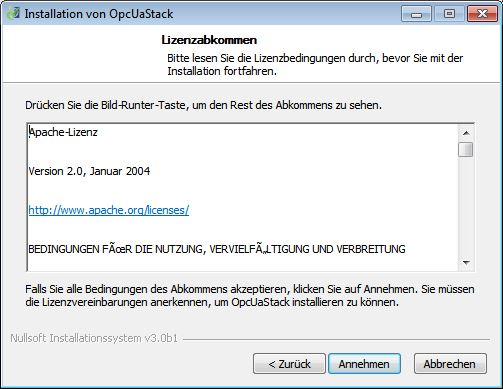 Installation von OpcUaStack
Lizenzabkommen
Bitte lesen Sie die Lizenzbedingungen durch, bevor Sie mit der
Installation fortfahren.
Drücken Sie die Bild-Runter-Taste, um den Rest des Abkommens zu sehen.
Apache-Lizenz
Version 2.0, Januar 2004
http://www.apache.org/licenses/
BEDINGUNGEN FÃœR DIE NUTZUNG, VERVIELFÃ„LTIGUNG UND VERBREITUNG
Falls Sie alle Bedingungen des Abkommens akzeptieren, klicken Sie auf Annehmen. Sie müssen
die Lizenzvereinbarungen anerkennen, um OpcUaStack installieren zu können.
Nullsoft Installationssystem v3.0b1
< Zurück
Annehmen
Abbrechen